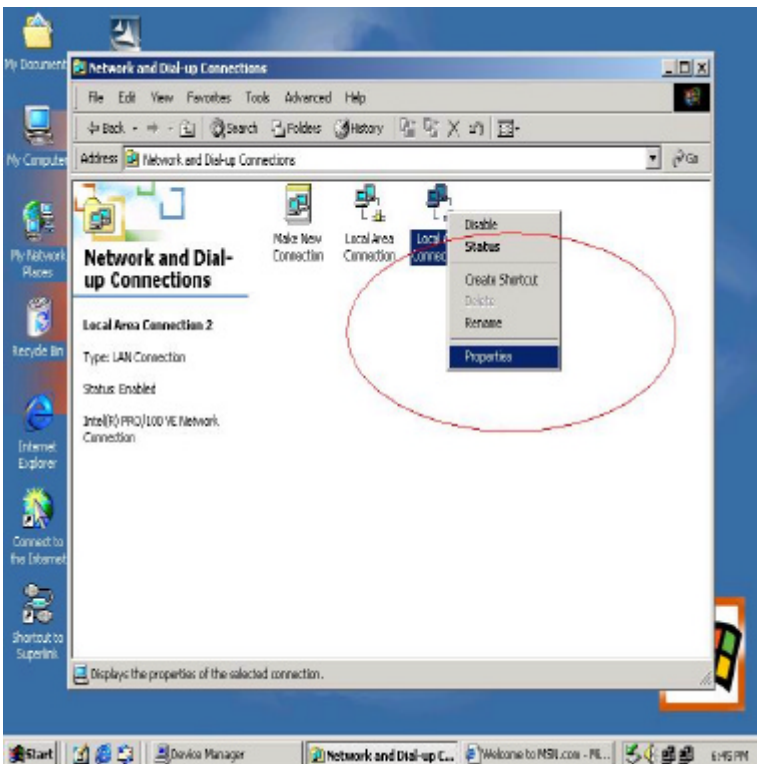 My Document
My Computer
My Network
Places
Recycle Bin
Internet
Explorer
Connect to
the Internet
Shortcut to
Superlink
Network and Dial-up Connections
File Edit View Favorites Tools Advanced Help
Back Search Folders History
Address Network and Dial-up Connections Go
Network and Dial-
up Connections
Local Area Connection 2
Type: LAN Connection
Status: Enabled
Intel(R) PRO/100 VE Network
Connection
Make New
Connection
Local Area
Connection
Local
Connec
Disable
Status
Create Shortcut
Delete
Rename
Properties
Displays the properties of the selected connection.
Start Device Manager Network and Dial-up C... Welcome to MSN.com - Mi... 6:45 PM